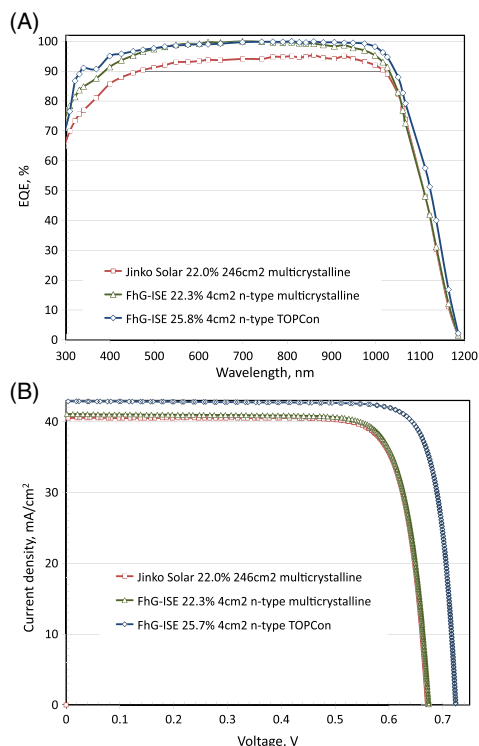 (A)
100
90
80
70
60
50
40
30
20
10
0
EQE, %
Jinko Solar 22.0% 246cm2 multicrystalline
FhG-ISE 22.3% 4cm2 n-type multicrystalline
FhG-ISE 25.8% 4cm2 n-type TOPCon
300 400 500 600 700 800 900 1000 1100 1200
Wavelength, nm
(B)
40
30
20
10
0
Current density, mA/cm²
Jinko Solar 22.0% 246cm2 multicrystalline
FhG-ISE 22.3% 4cm2 n-type multicrystalline
FhG-ISE 25.7% 4cm2 n-type TOPCon
0 0.1 0.2 0.3 0.4 0.5 0.6 0.7
Voltage, V